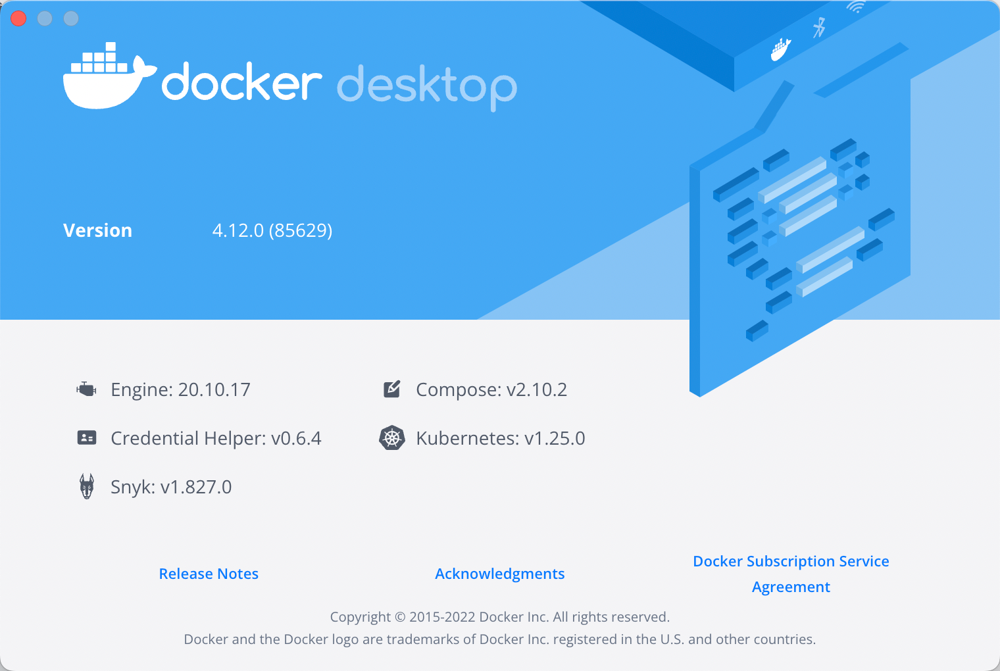 docker desktop
Version 4.12.0 (85629)
Engine: 20.10.17
Compose: v2.10.2
Credential Helper: v0.6.4
Kubernetes: v1.25.0
Snyk: v1.827.0
Release Notes
Acknowledgments
Docker Subscription Service
Agreement
Copyright © 2015-2022 Docker Inc. All rights reserved.
Docker and the Docker logo are trademarks of Docker Inc. registered in the U.S. and other countries.